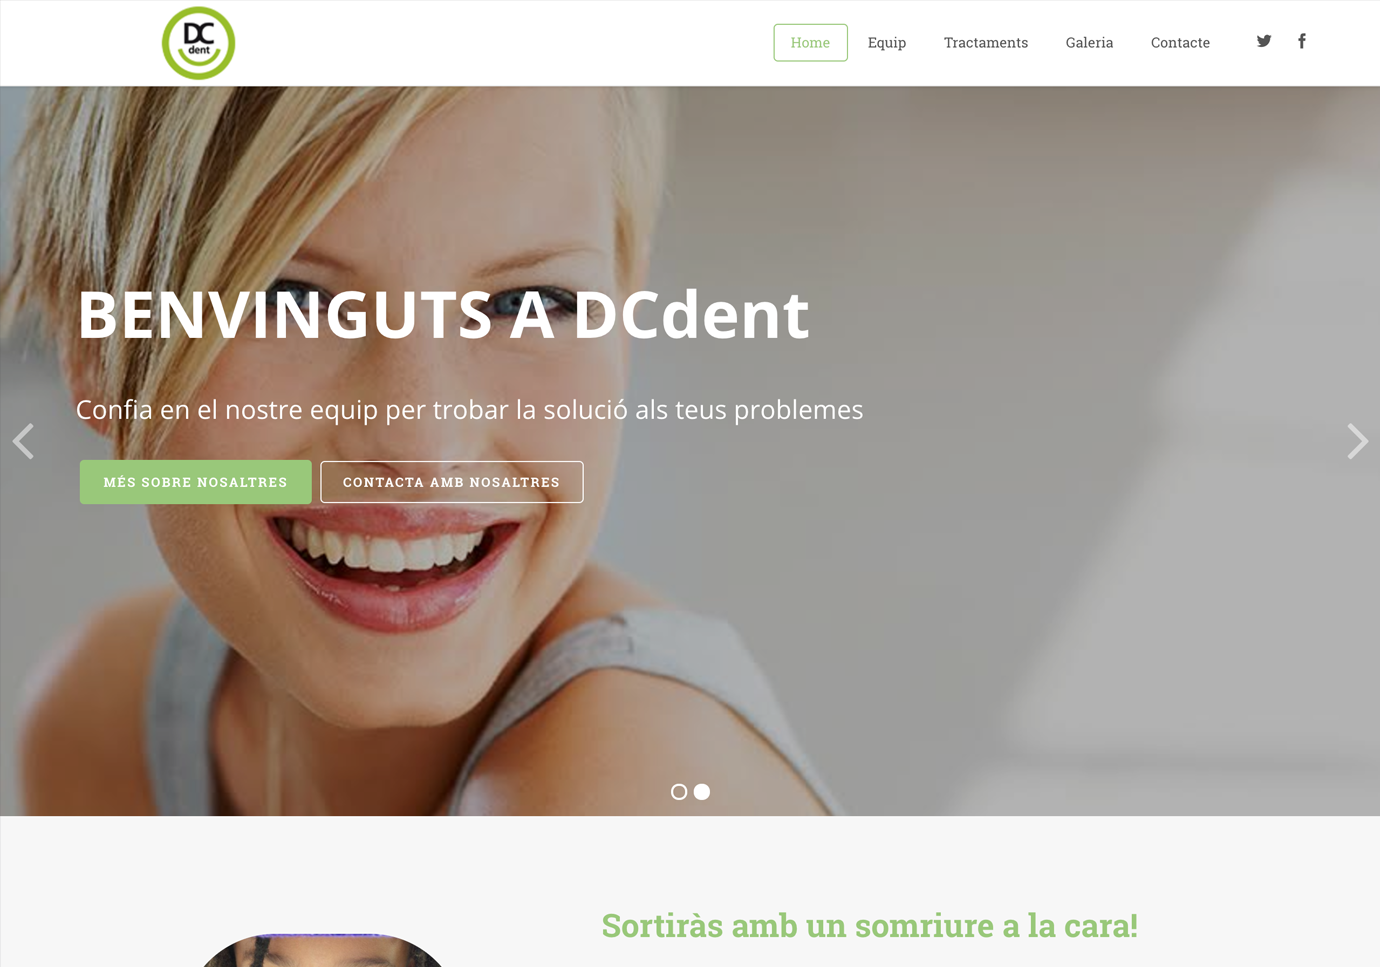 DC
dent
Home
Equip
Tractaments
Galeria
Contacte
BENVINGUTS A DCdent
Confia en el nostre equip per trobar la solució als teus problemes
MÉS SOBRE NOSALTRES
CONTACTA AMB NOSALTRES
Sortiràs amb un somriure a la cara!